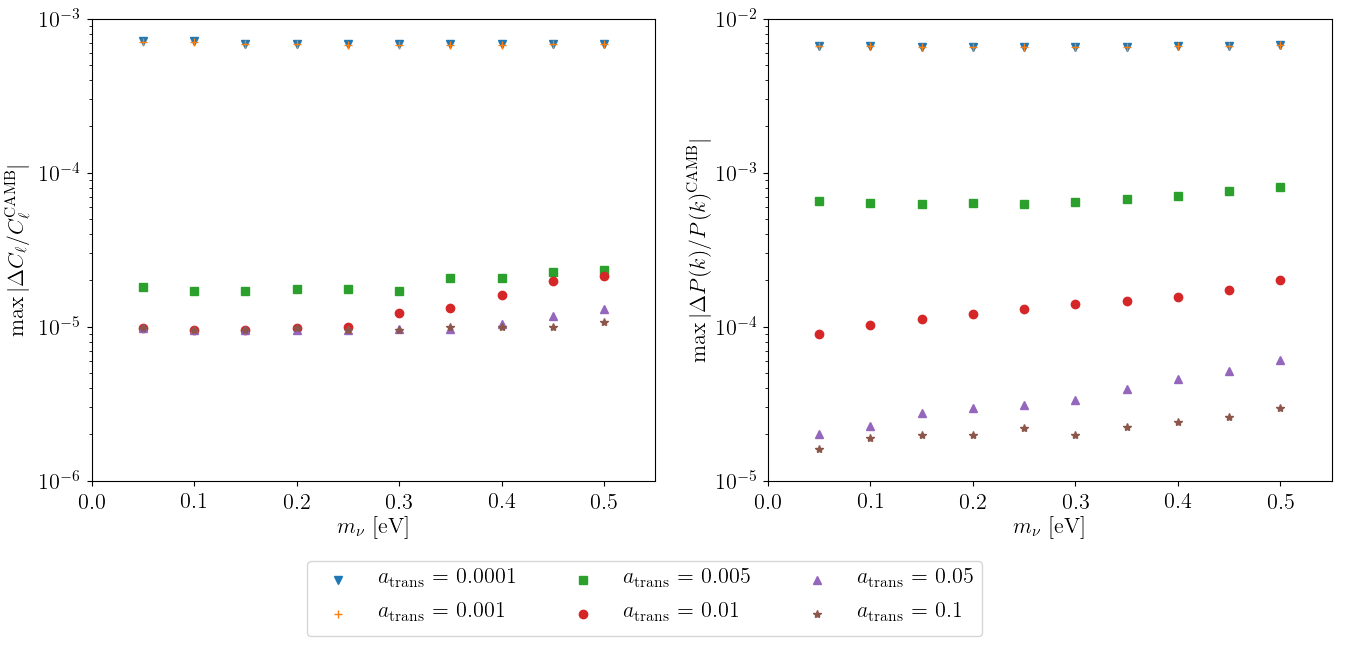 10⁻³
10⁻⁴
10⁻⁵
10⁻⁶
max |ΔC_ℓ/C_ℓ^CAMB|
0.0 0.1 0.2 0.3 0.4 0.5
m_ν [eV]
10⁻²
10⁻³
10⁻⁴
10⁻⁵
max |ΔP(k)/P(k)^CAMB|
0.0 0.1 0.2 0.3 0.4 0.5
m_ν [eV]
a_trans = 0.0001 a_trans = 0.005 a_trans = 0.05
a_trans = 0.001 a_trans = 0.01 a_trans = 0.1